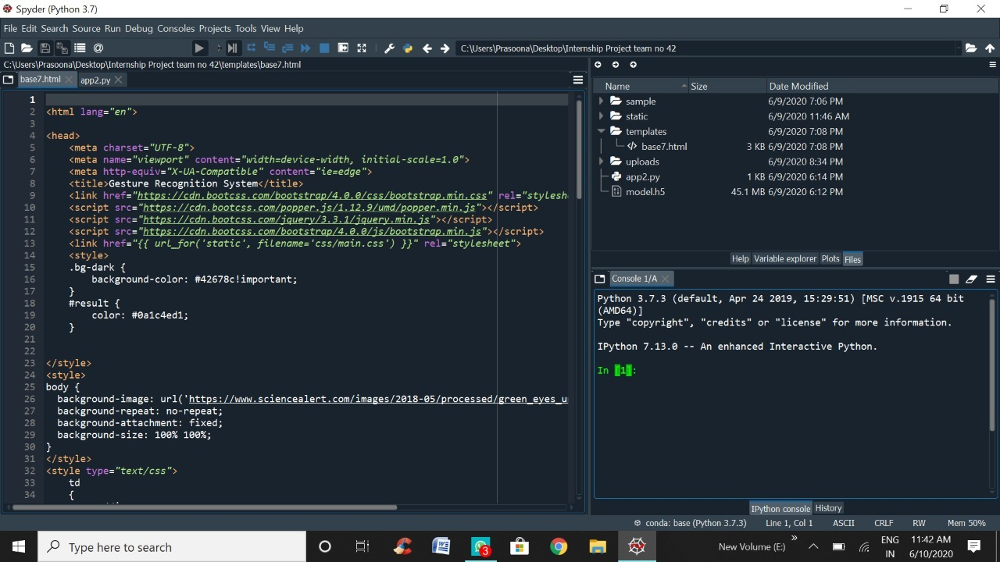 Spyder (Python 3.7)
File Edit Search Source Run Debug Consoles Projects Tools View Help
C:\Users\Prasoona\Desktop\Internship Project team no 42
C:\Users\Prasoona\Desktop\Internship Project team no 42\templates\base7.html
base7.html
app2.py
1
2 <html lang="en">
3
4 <head>
5 <meta charset="UTF-8">
6 <meta name="viewport" content="width=device-width, initial-scale=1.0">
7 <meta http-equiv="X-UA-Compatible" content="ie=edge">
8 <title>Gesture Recognition System</title>
9 <link href="https://cdn.bootcss.com/bootstrap/4.0.0/css/bootstrap.min.css" rel="stylesh
10 <script src="https://cdn.bootcss.com/popper.js/1.12.9/umd/popper.min.js"></script>
11 <script src="https://cdn.bootcss.com/jquery/3.3.1/jquery.min.js"></script>
12 <script src="https://cdn.bootcss.com/bootstrap/4.0.0/js/bootstrap.min.js"></script>
13 <link href="{{ url_for('static', filename='css/main.css') }}" rel="stylesheet">
14 <style>
15 .bg-dark {
16 background-color: #42678c!important;
17 }
18 #result {
19 color: #0a1c4ed1;
20 }
21
22
23 </style>
24 <style>
25 body {
26 background-image: url('https://www.sciencealert.com/images/2018-05/processed/green_eyes_u
27 background-repeat: no-repeat;
28 background-attachment: fixed;
29 background-size: 100% 100%;
30 }
31 </style>
32 <style type="text/css">
33 td
34 {
Name Size Date Modified
sample 6/9/2020 7:06 PM
static 6/9/2020 11:46 AM
templates 6/9/2020 7:08 PM
base7.html 3 KB 6/9/2020 7:08 PM
uploads 6/9/2020 8:34 PM
app2.py 1 KB 6/9/2020 6:14 PM
model.h5 45.1 MB 6/9/2020 6:12 PM
Help Variable explorer Plots Files
Console 1/A
Python 3.7.3 (default, Apr 24 2019, 15:29:51) [MSC v.1915 64 bit
(AMD64)]
Type "copyright", "credits" or "license" for more information.
IPython 7.13.0 -- An enhanced Interactive Python.
In [1]:
IPython console History
conda: base (Python 3.7.3) Line 1, Col 1 ASCII CRLF RW Mem 50%
Type here to search
3
New Volume (E:)
ENG
IN
11:42 AM
6/10/2020